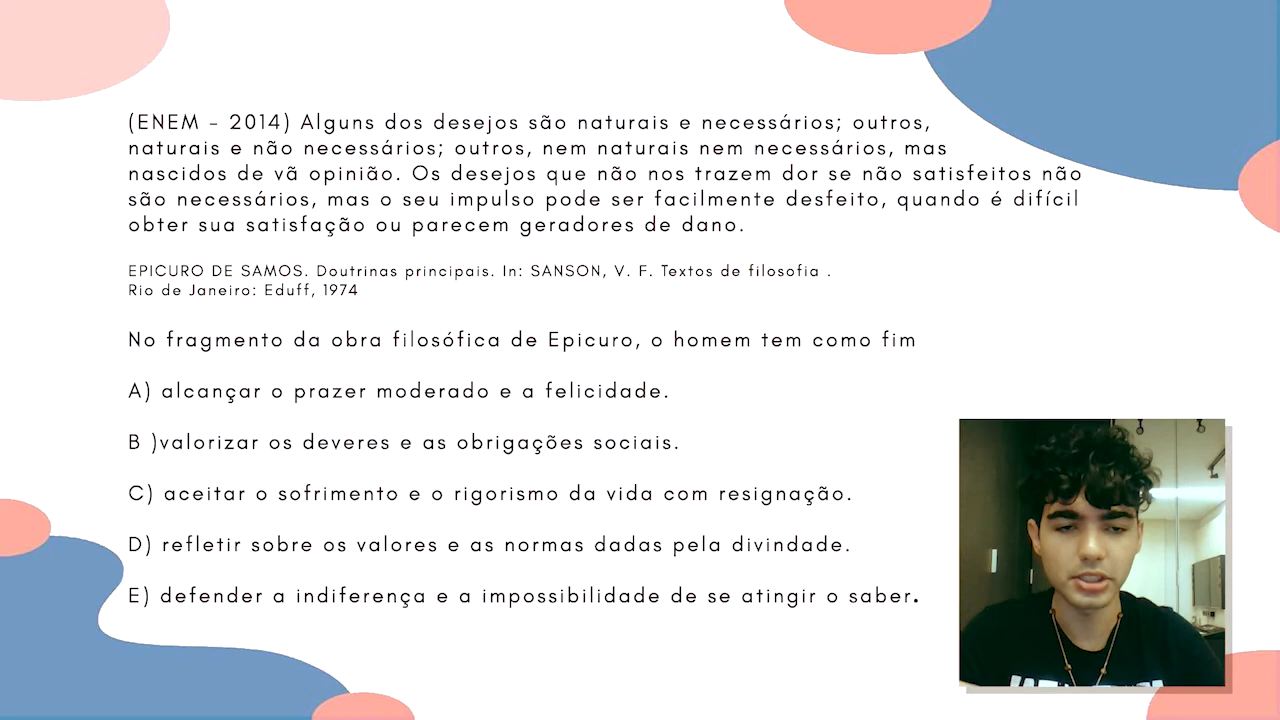 (ENEM - 2014) Alguns dos desejos são naturais e necessários; outros,
naturais e não necessários; outros, nem naturais nem necessários, mas
nascidos de vã opinião. Os desejos que não nos trazem dor se não satisfeitos não
são necessários, mas o seu impulso pode ser facilmente desfeito, quando é difícil
obter sua satisfação ou parecem geradores de dano.
EPICURO DE SAMOS. Doutrinas principais. In: SANSON, V. F. Textos de filosofia .
Rio de Janeiro: Eduff, 1974
No fragmento da obra filosófica de Epicuro, o homem tem como fim
A) alcançar o prazer moderado e a felicidade.
B )valorizar os deveres e as obrigações sociais.
C) aceitar o sofrimento e o rigorismo da vida com resignação.
D) refletir sobre os valores e as normas dadas pela divindade.
E) defender a indiferença e a impossibilidade de se atingir o saber.